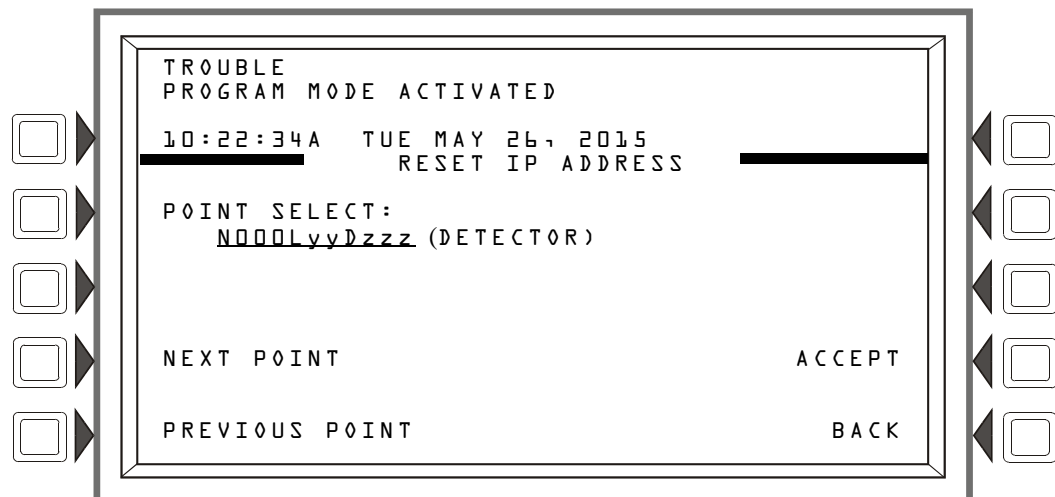 TROUBLE
PROGRAM MODE ACTIVATED
10:22:34A TUE MAY 26, 2015
RESET IP ADDRESS
POINT SELECT:
N000LyyDzzz (DETECTOR)
NEXT POINT ACCEPT
PREVIOUS POINT BACK